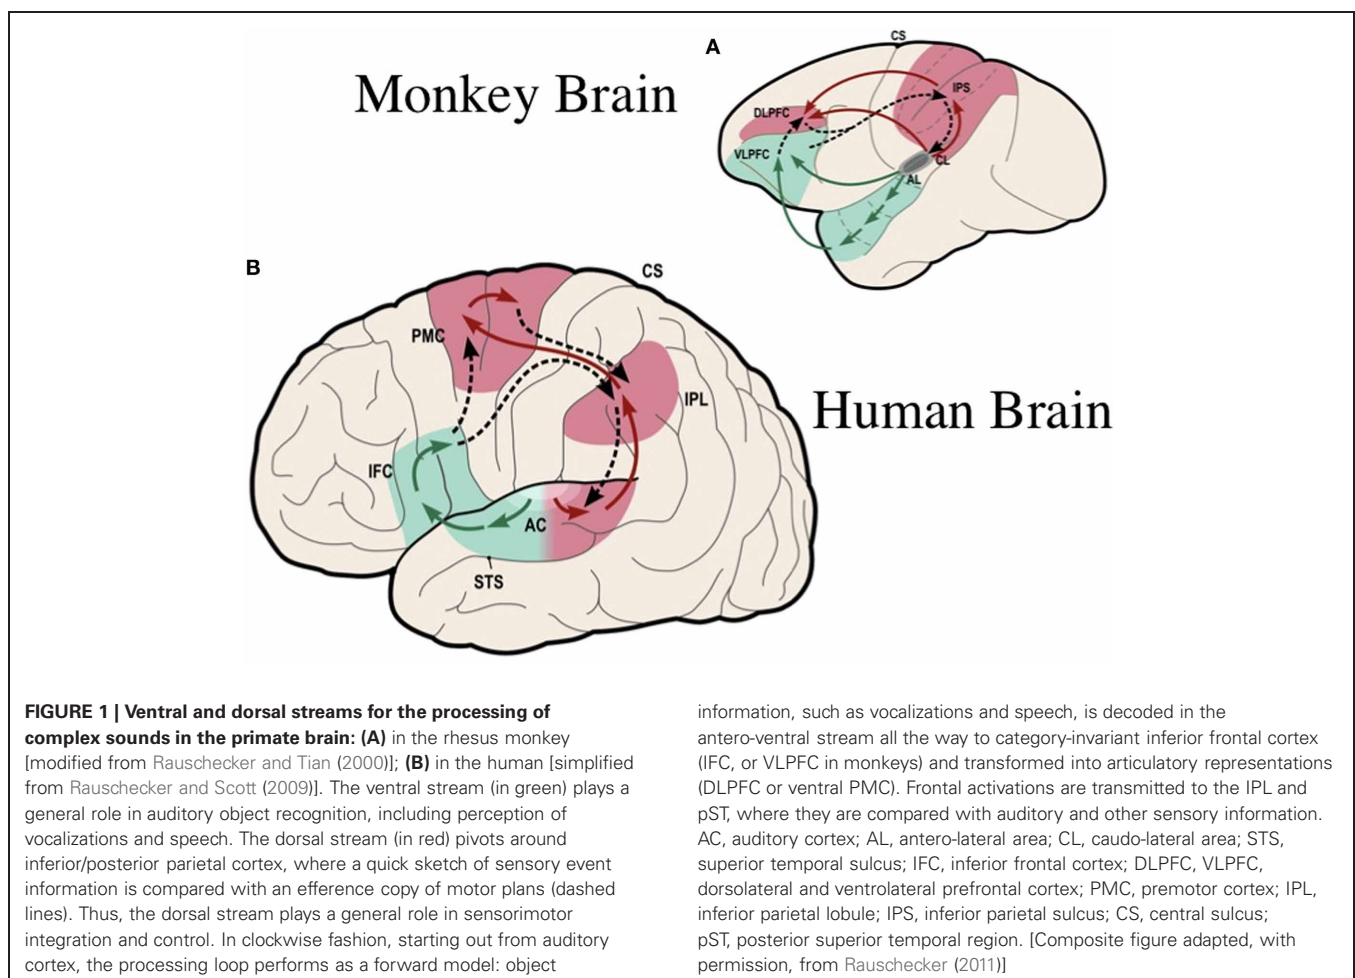 A
CS
Monkey Brain
IPS
DLPFC
VLPFC
CL
AL
B
CS
PMC
IPL
Human Brain
IFC
AC
STS
FIGURE 1 | Ventral and dorsal streams for the processing of
complex sounds in the primate brain: (A) in the rhesus monkey
[modified from Rauschecker and Tian (2000)]; (B) in the human [simplified
from Rauschecker and Scott (2009)]. The ventral stream (in green) plays a
general role in auditory object recognition, including perception of
vocalizations and speech. The dorsal stream (in red) pivots around
inferior/posterior parietal cortex, where a quick sketch of sensory event
information is compared with an efference copy of motor plans (dashed
lines). Thus, the dorsal stream plays a general role in sensorimotor
integration and control. In clockwise fashion, starting out from auditory
cortex, the processing loop performs as a forward model: object
information, such as vocalizations and speech, is decoded in the
antero-ventral stream all the way to category-invariant inferior frontal cortex
(IFC, or VLPFC in monkeys) and transformed into articulatory representations
(DLPFC or ventral PMC). Frontal activations are transmitted to the IPL and
pST, where they are compared with auditory and other sensory information.
AC, auditory cortex; AL, antero-lateral area; CL, caudo-lateral area; STS,
superior temporal sulcus; IFC, inferior frontal cortex; DLPFC, VLPFC,
dorsolateral and ventrolateral prefrontal cortex; PMC, premotor cortex; IPL,
inferior parietal lobule; IPS, inferior parietal sulcus; CS, central sulcus;
pST, posterior superior temporal region. [Composite figure adapted, with
permission, from Rauschecker (2011)]